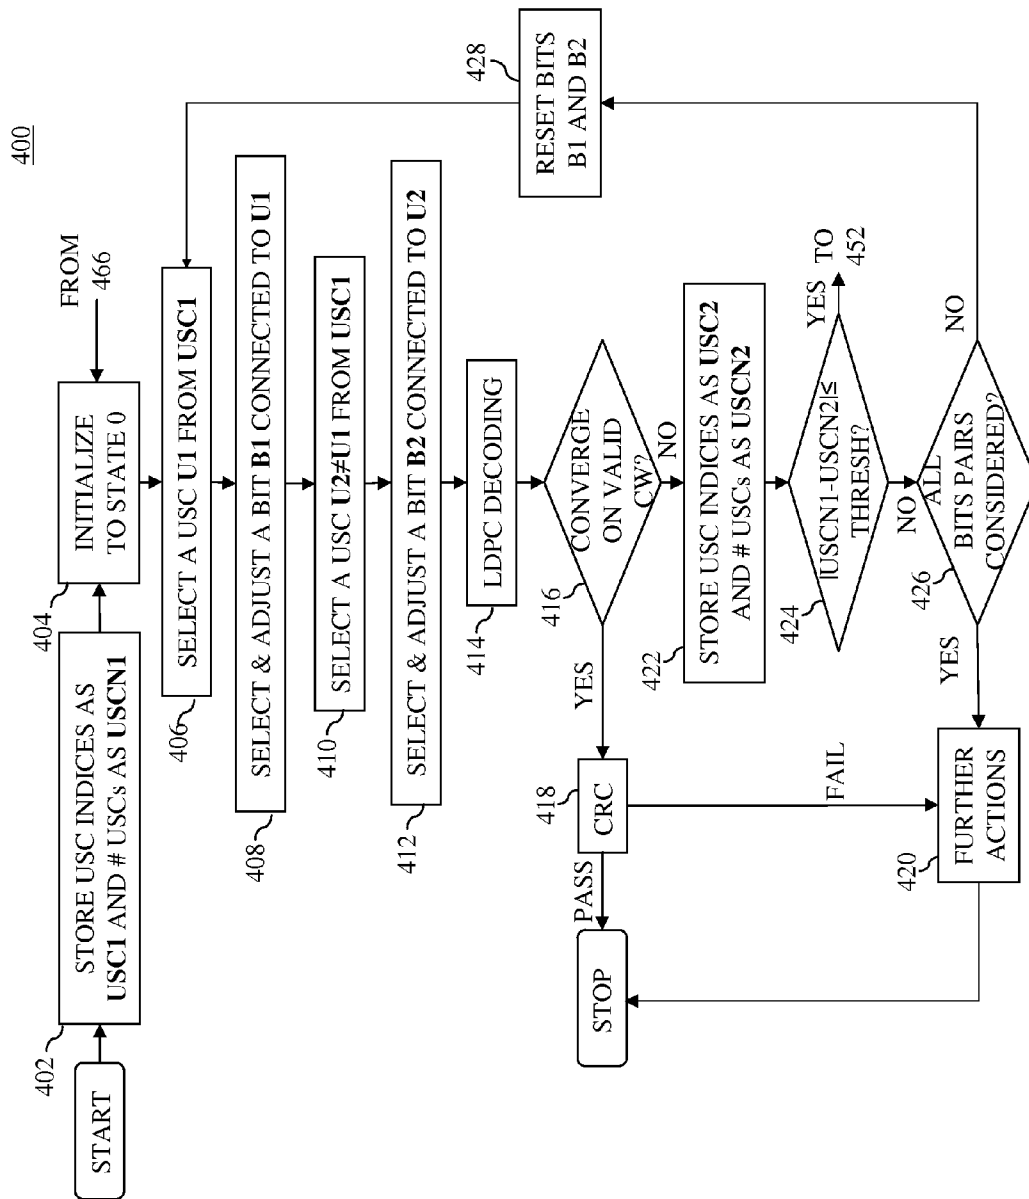 400
START
402
STORE USC INDICES AS
USC1 AND # USCs AS USCN1
404
INITIALIZE
TO STATE 0
FROM
466
406
SELECT A USC U1 FROM USC1
408
SELECT & ADJUST A BIT B1 CONNECTED TO U1
410
SELECT A USC U2≠U1 FROM USC1
412
SELECT & ADJUST A BIT B2 CONNECTED TO U2
414
LDPC DECODING
416
CONVERGE
ON VALID
CW?
YES
NO
418
CRC
PASS
FAIL
STOP
422
STORE USC INDICES AS USC2
AND # USCs AS USCN2
424
|USCN1-USCN2|≤
THRESH?
YES
TO
452
NO
426
ALL
BITS PAIRS
CONSIDERED?
YES
NO
420
FURTHER
ACTIONS
428
RESET BITS
B1 AND B2